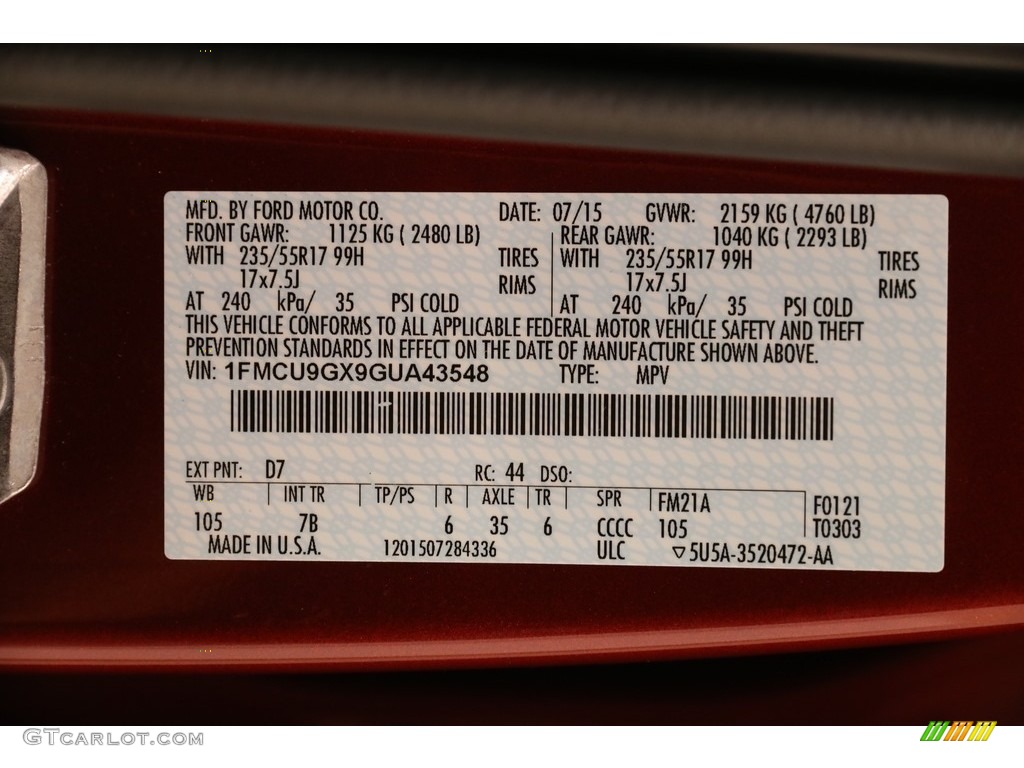 MFD. BY FORD MOTOR CO. DATE: 07/15 GVWR: 2159 KG ( 4760 LB)
FRONT GAWR: 1125 KG ( 2480 LB) REAR GAWR: 1040 KG ( 2293 LB)
WITH 235/55R17 99H TIRES WITH 235/55R17 99H TIRES
17x7.5J RIMS 17x7.5J RIMS
AT 240 kPa/ 35 PSI COLD AT 240 kPa/ 35 PSI COLD
THIS VEHICLE CONFORMS TO ALL APPLICABLE FEDERAL MOTOR VEHICLE SAFETY AND THEFT
PREVENTION STANDARDS IN EFFECT ON THE DATE OF MANUFACTURE SHOWN ABOVE.
VIN: 1FMCU9GX9GUA43548 TYPE: MPV
EXT PNT: D7 RC: 44 DSO:
WB INT TR TP/PS R AXLE TR SPR FM21A F0121
105 7B 6 35 6 CCCC 105 T0303
MADE IN U.S.A. 1201507284336 ULC ▽5U5A-3520472-AA
GTCarlot.com